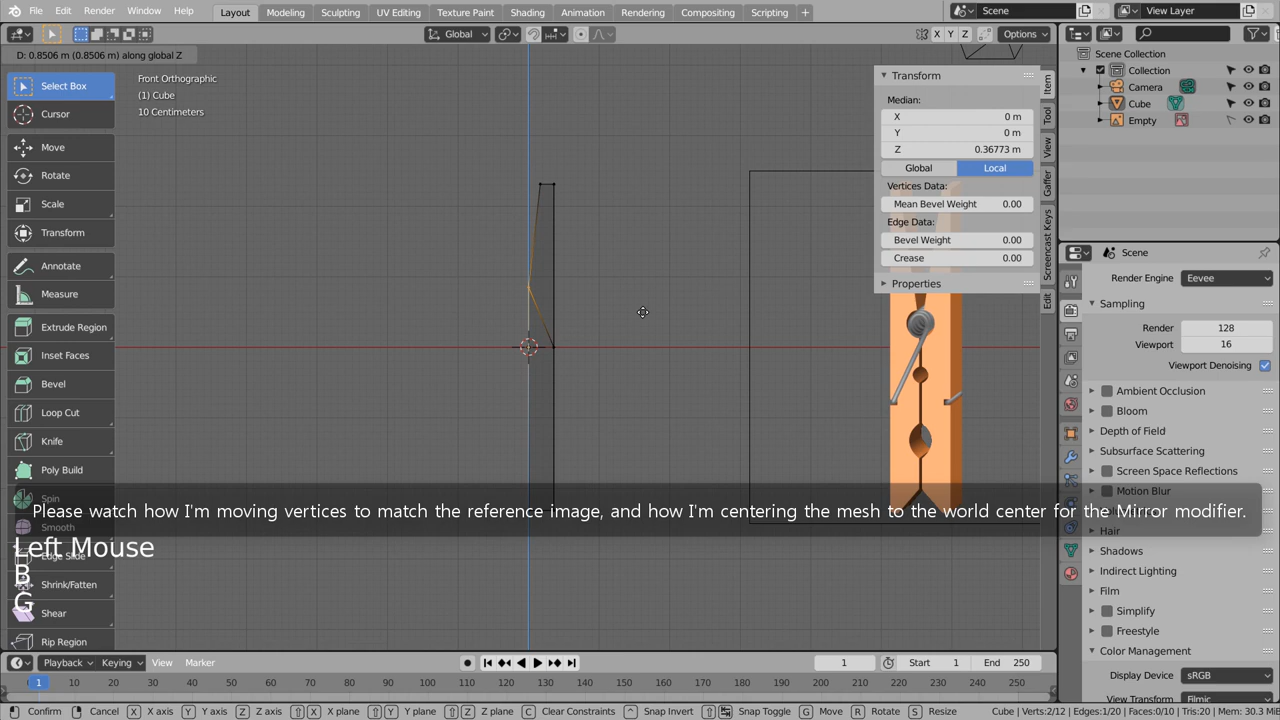 File Edit Render Window Help
Layout Modeling Sculpting UV Editing Texture Paint Shading Animation Rendering Compositing Scripting +
Scene
View Layer
Global
X Y Z
Options
D: 0.8506 m (0.8506 m) along global Z
Select Box
Cursor
Move
Rotate
Scale
Transform
Annotate
Measure
Extrude Region
Inset Faces
Bevel
Loop Cut
Knife
Poly Build
Spin
Smooth
Edge Slide
Shrink/Fatten
Shear
Rip Region
Front Orthographic
(1) Cube
10 Centimeters
Transform
Median:
X 0 m
Y 0 m
Z 0.36773 m
Global Local
Vertices Data:
Mean Bevel Weight 0.00
Edge Data:
Bevel Weight 0.00
Crease 0.00
Properties
Item
Tool
View
Gaffer
Screencast Keys
Edit
Please watch how I'm moving vertices to match the reference image, and how I'm centering the mesh to the world center for the Mirror modifier.
Left Mouse
B
G
Scene Collection
Collection
Camera
Cube
Empty
Scene
Render Engine Eevee
Sampling
Render 128
Viewport 16
Viewport Denoising
Ambient Occlusion
Bloom
Depth of Field
Subsurface Scattering
Screen Space Reflections
Motion Blur
Hair
Shadows
Indirect Lighting
Film
Simplify
Freestyle
Color Management
Display Device sRGB
View Transform Filmic
Playback Keying View Marker
1
Start 1
End 250
1 10 20 30 40 50 60 70 80 90 100 110 120 130 140 150 160 170 180 190 200 210 220 230 240 250
Confirm Cancel X X axis Y Y axis Z Z axis X X plane Y Y plane Z Z plane C Clear Constraints Snap Invert Snap Toggle G Move R Rotate S Resize
Cube | Verts:2/12 | Edges:1/20 | Faces:0/10 | Tris:20 | Mem: 30.3 MiB